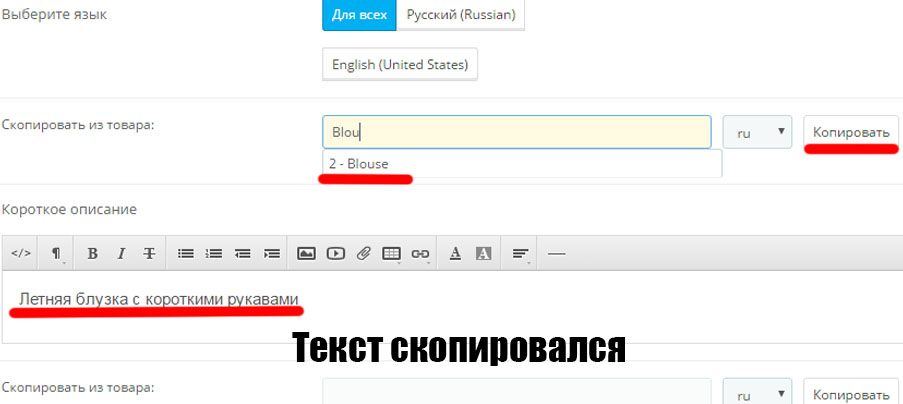 Выберите язык
Для всех Русский (Russian)
English (United States)
Скопировать из товара:
Blou
ru
Копировать
2 - Blouse
Короткое описание
</> ¶ B I T A A
Летняя блузка с короткими рукавами
Текст скопировался
Скопировать из товара:
ru
Копировать